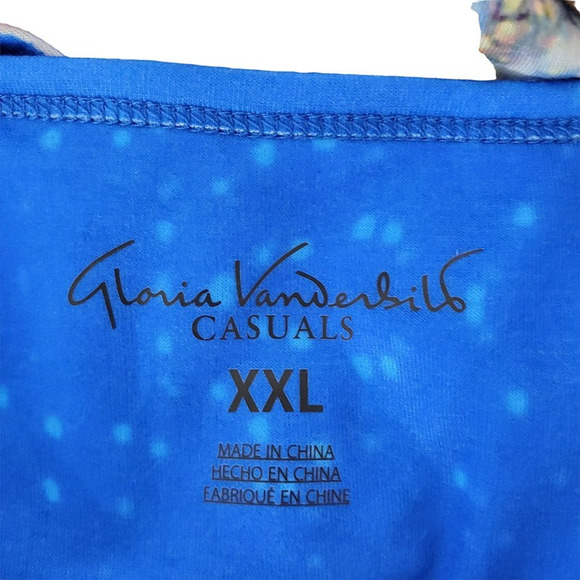 Gloria Vanderbilt
CASUALS
XXL
MADE IN CHINA
HECHO EN CHINA
FABRIQUÉ EN CHINE